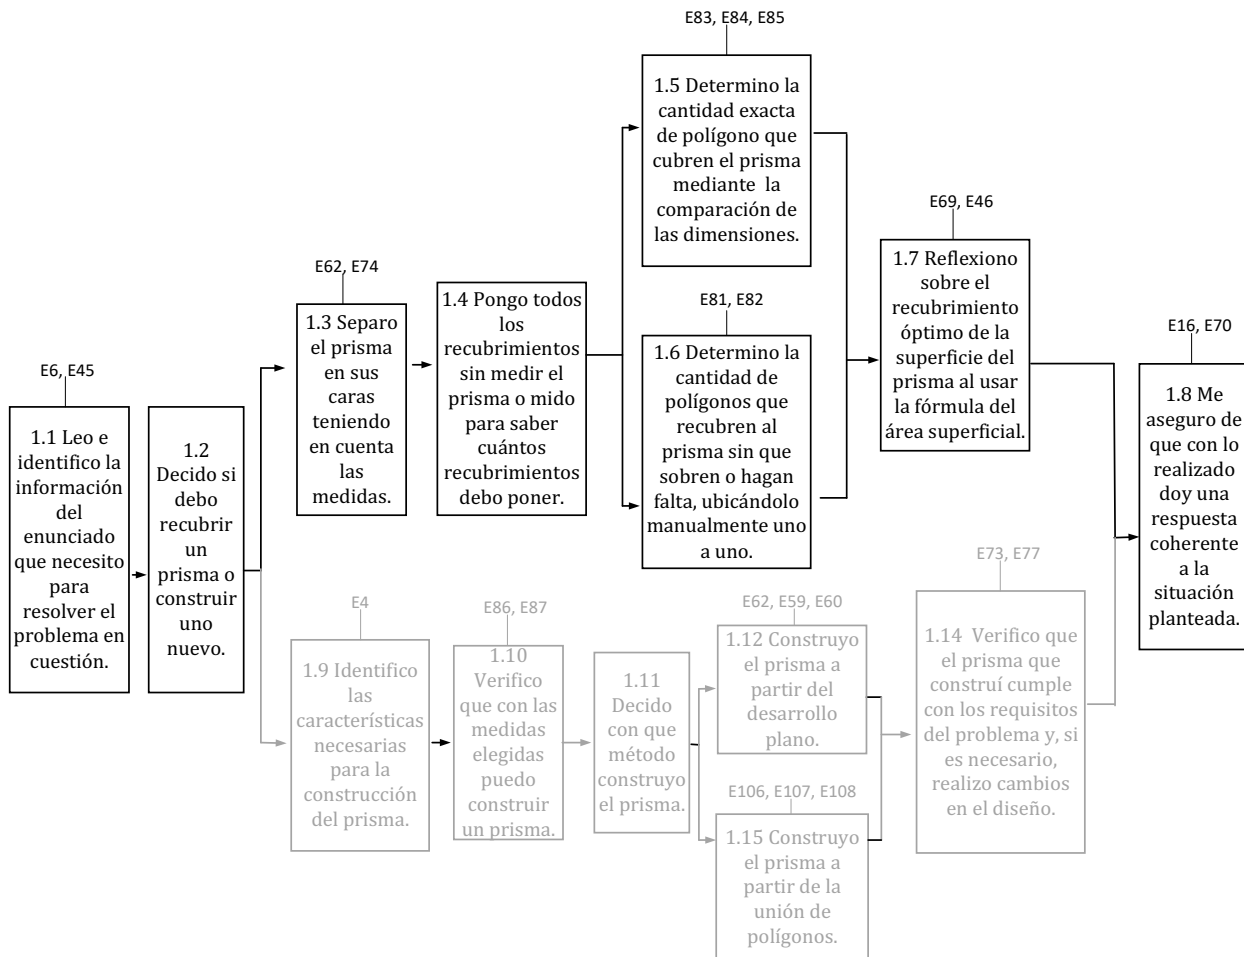 E6, E45
1.1 Leo e
identifico la
información
del
enunciado
que necesito
para
resolver el
problema en
cuestión.
1.2
Decido si
debo
recubrir
un
prisma o
construir
uno
nuevo.
E62, E74
1.3 Separo
el prisma
en sus
caras
teniendo
en cuenta
las
medidas.
1.4 Pongo todos
los
recubrimientos
sin medir el
prisma o mido
para saber
cuántos
recubrimientos
debo poner.
E83, E84, E85
1.5 Determino la
cantidad exacta
de polígono que
cubren el prisma
mediante la
comparación de
las dimensiones.
E81, E82
1.6 Determino la
cantidad de
polígonos que
recubren al
prisma sin que
sobren o hagan
falta, ubicándolo
manualmente uno
a uno.
E69, E46
1.7 Reflexiono
sobre el
recubrimiento
óptimo de la
superficie del
prisma al usar
la fórmula del
área superficial.
E16, E70
1.8 Me
aseguro de
que con lo
realizado
doy una
respuesta
coherente
a la
situación
planteada.
E4
1.9 Identifico
las
características
necesarias
para la
construcción
del prisma.
E86, E87
1.10
Verifico
que con las
medidas
elegidas
puedo
construir
un prisma.
1.11
Decido
con que
método
construyo
el prisma.
E62, E59, E60
1.12 Construyo
el prisma a
partir del
desarrollo
plano.
E106, E107, E108
1.15 Construyo
el prisma a
partir de la
unión de
polígonos.
E73, E77
1.14 Verifico que
el prisma que
construí cumple
con los requisitos
del problema y, si
es necesario,
realizo cambios
en el diseño.